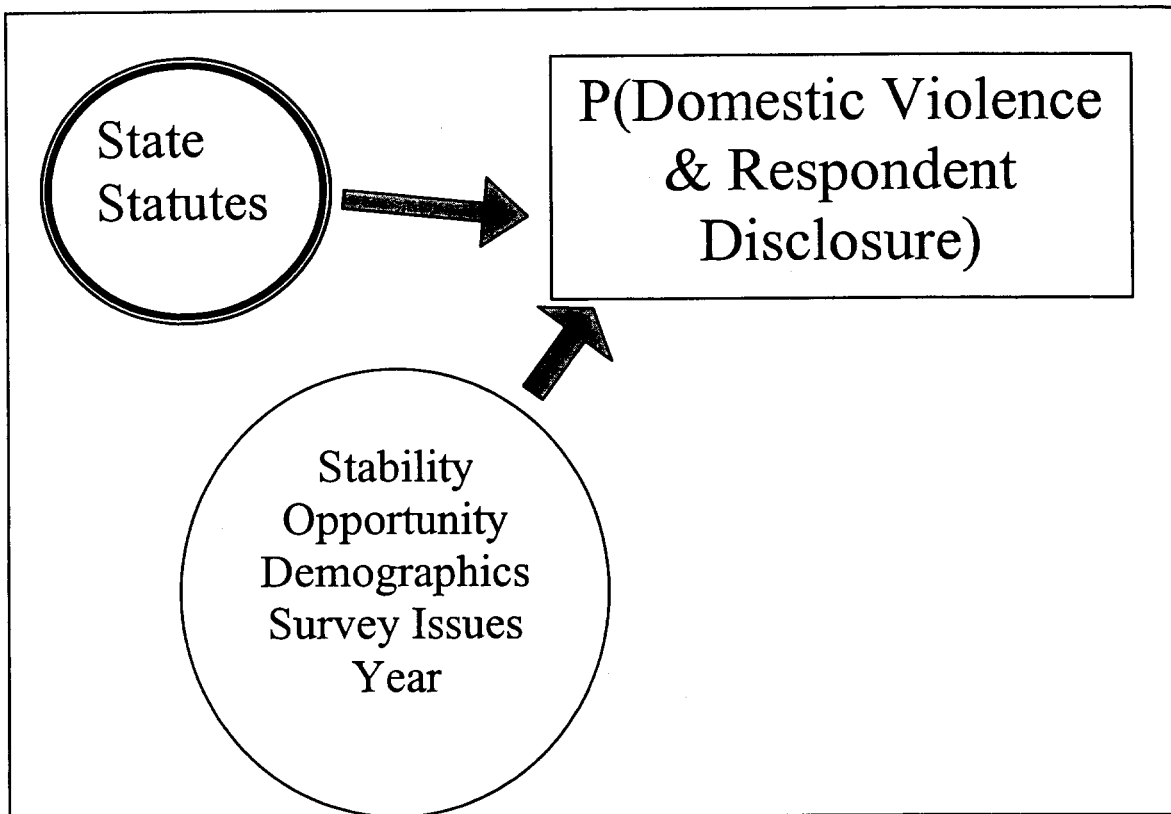 State
Statutes
P(Domestic Violence
& Respondent
Disclosure)
Stability
Opportunity
Demographics
Survey Issues
Year